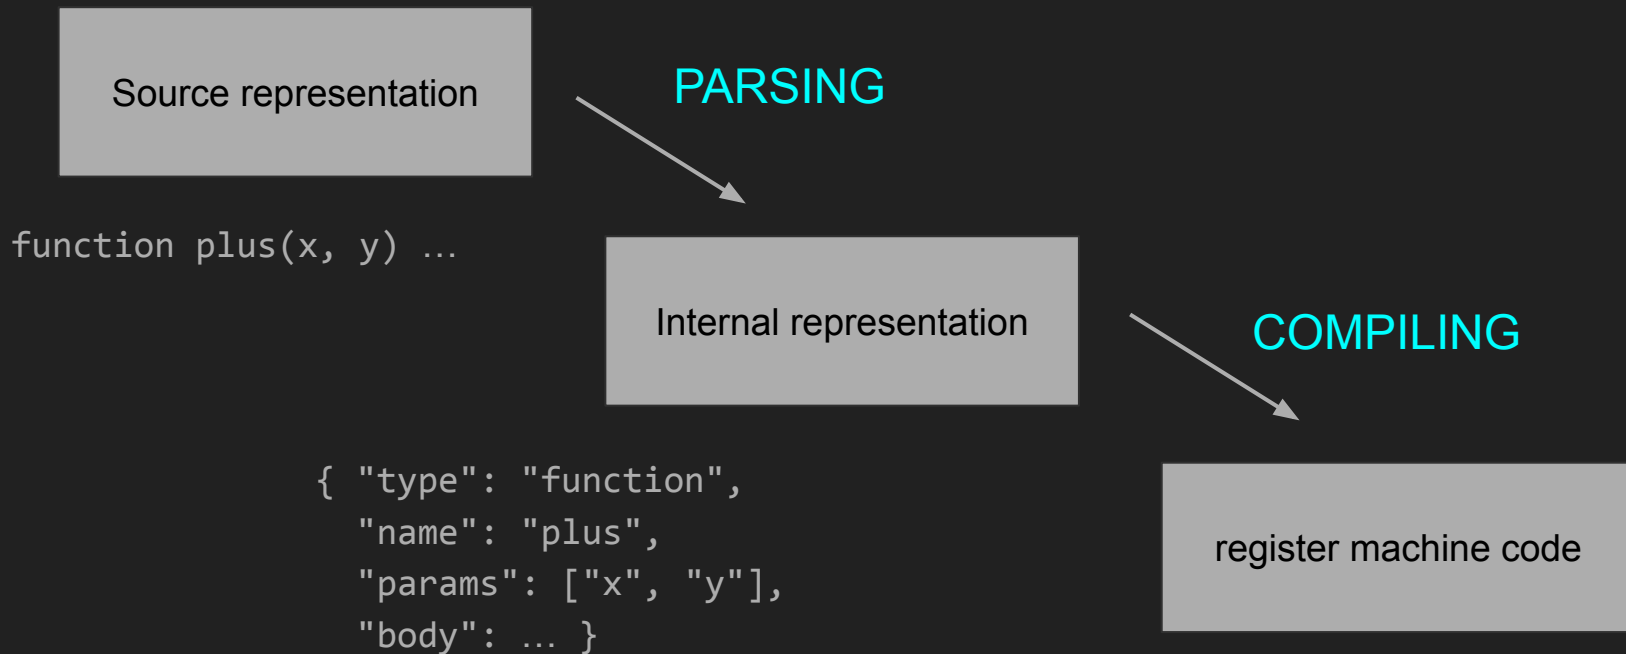 Source representation
PARSING
function plus(x, y) …
Internal representation
COMPILING
{ "type": "function",
"name": "plus",
"params": ["x", "y"],
"body": … }
register machine code